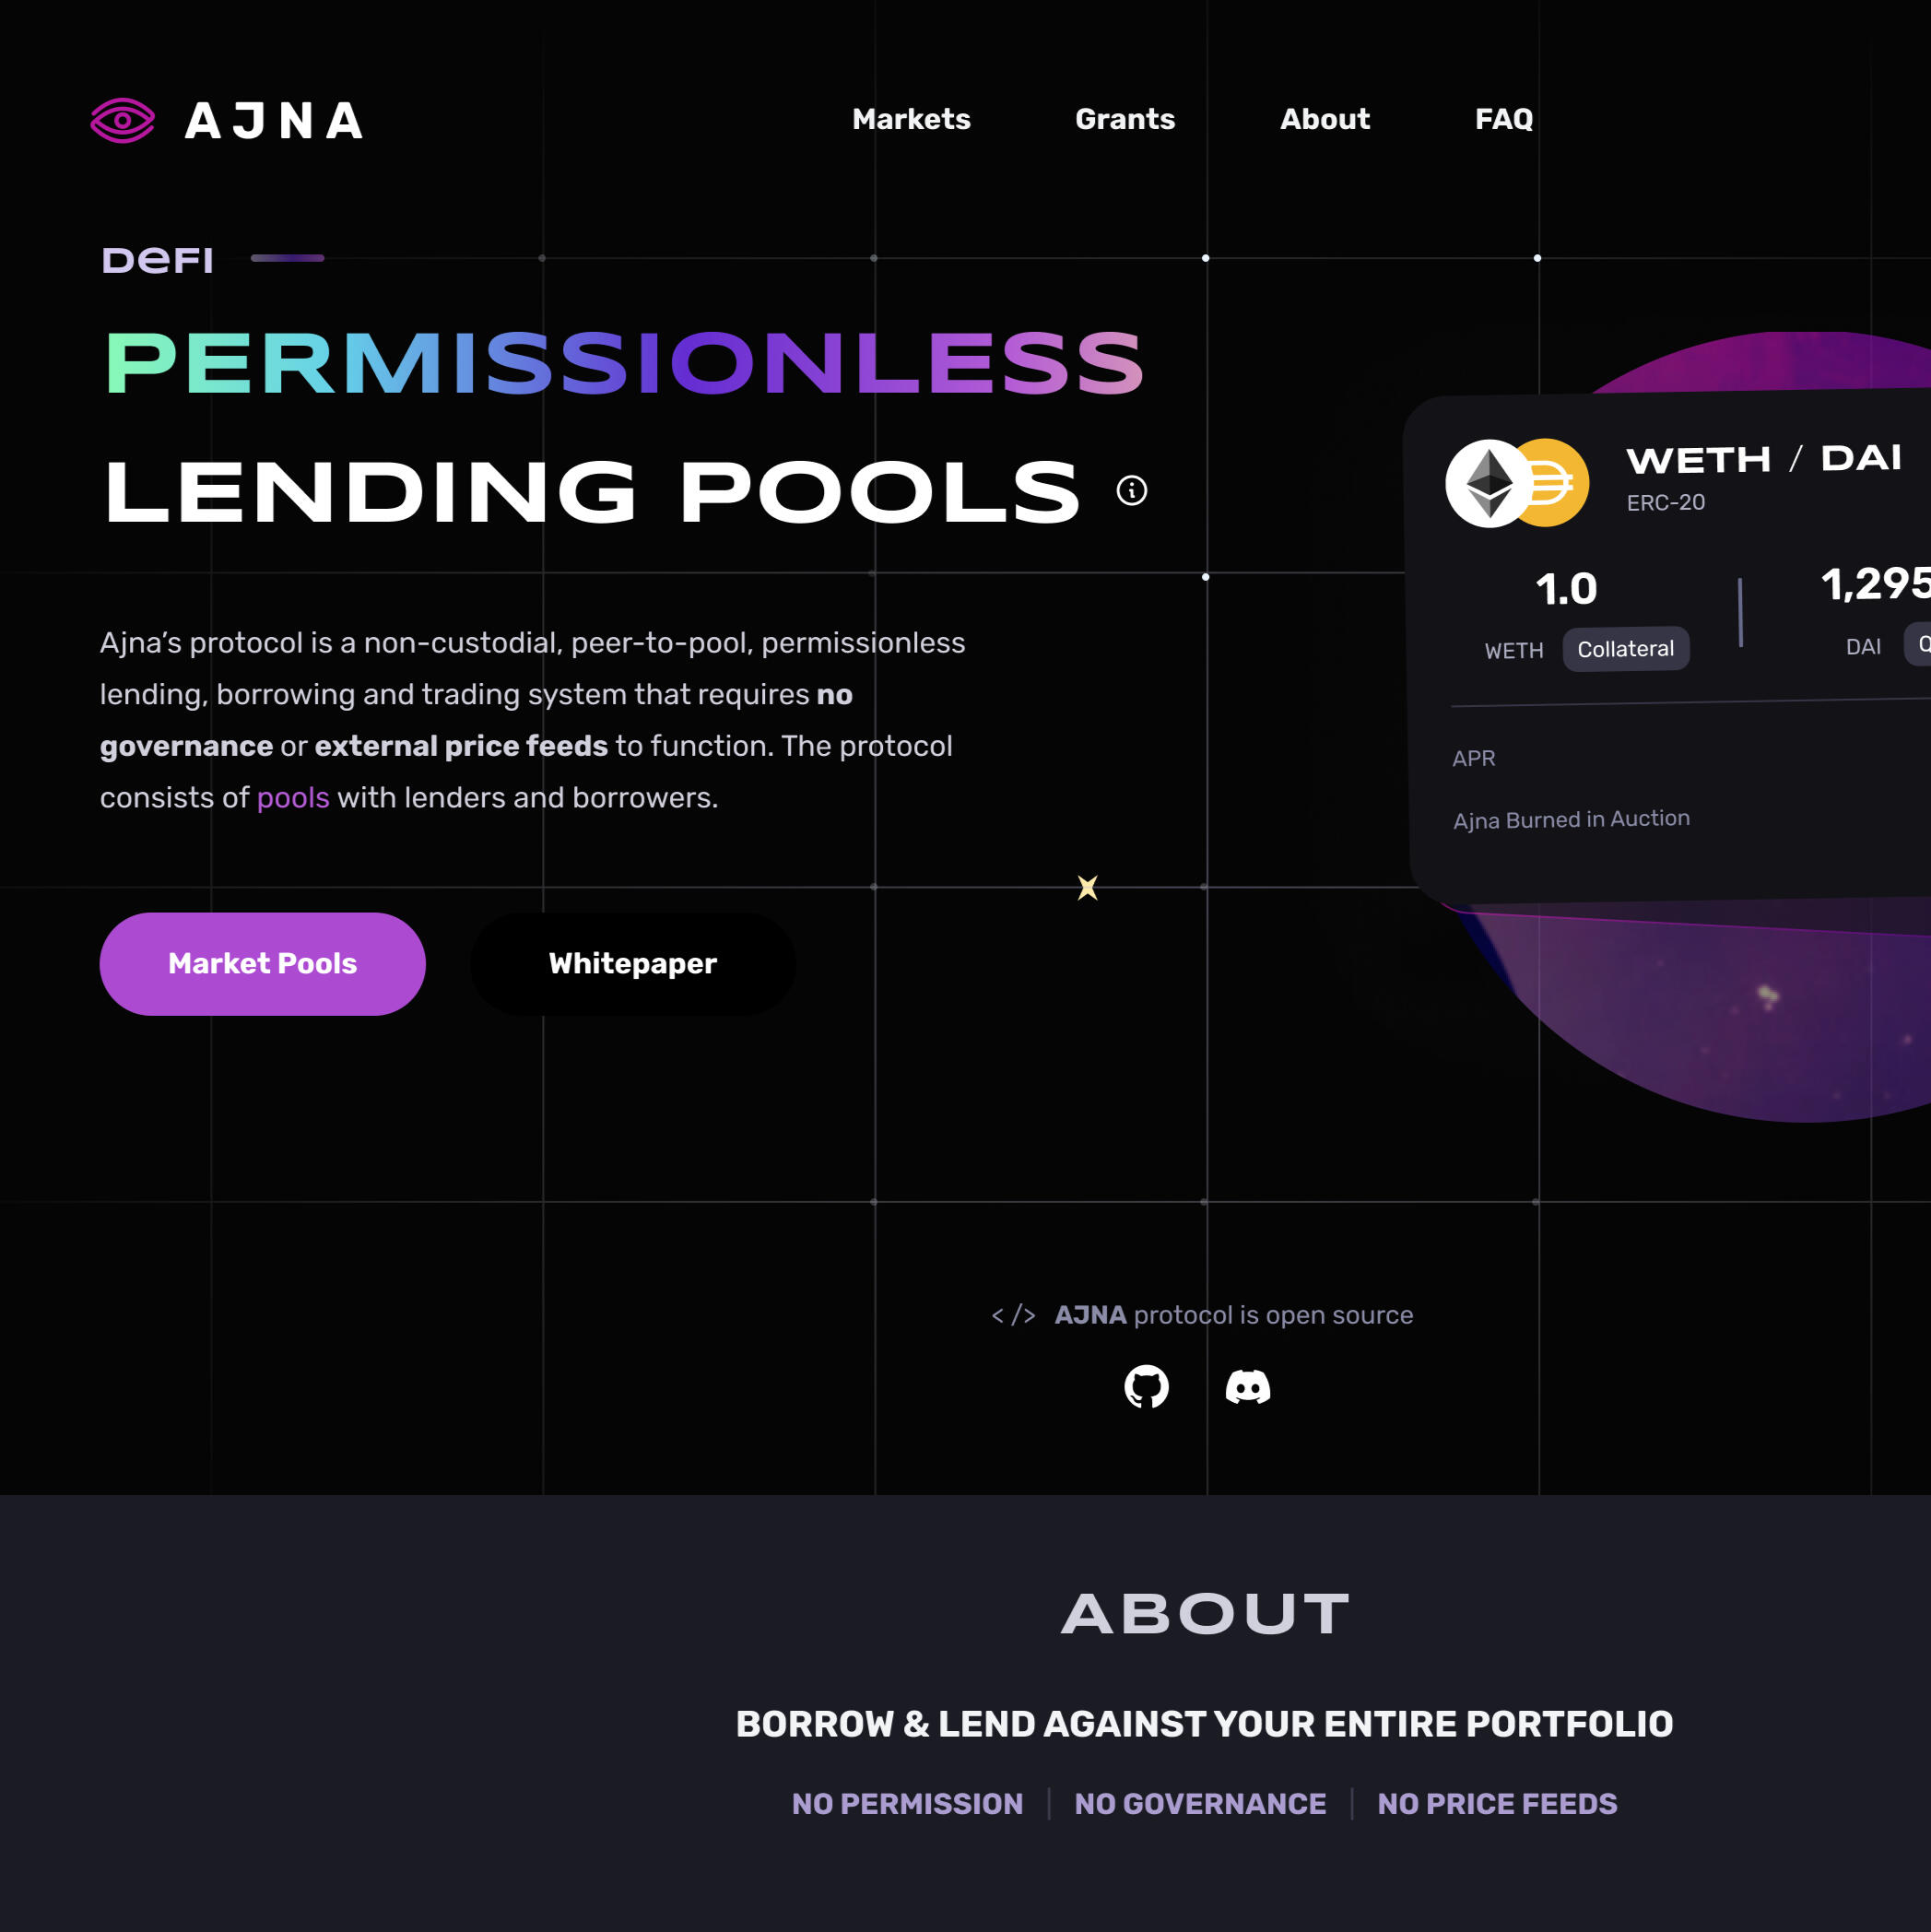 AJNA
Markets Grants About FAQ
DeFI
PERMISSIONLESS
LENDING POOLS
Ajna’s protocol is a non-custodial, peer-to-pool, permissionless
lending, borrowing and trading system that requires no
governance or external price feeds to function. The protocol
consists of pools with lenders and borrowers.
Market Pools
Whitepaper
WETH / DAI
ERC-20
1.0
WETH Collateral
1,295
DAI
APR
Ajna Burned in Auction
</> AJNA protocol is open source
ABOUT
BORROW & LEND AGAINST YOUR ENTIRE PORTFOLIO
NO PERMISSION | NO GOVERNANCE | NO PRICE FEEDS